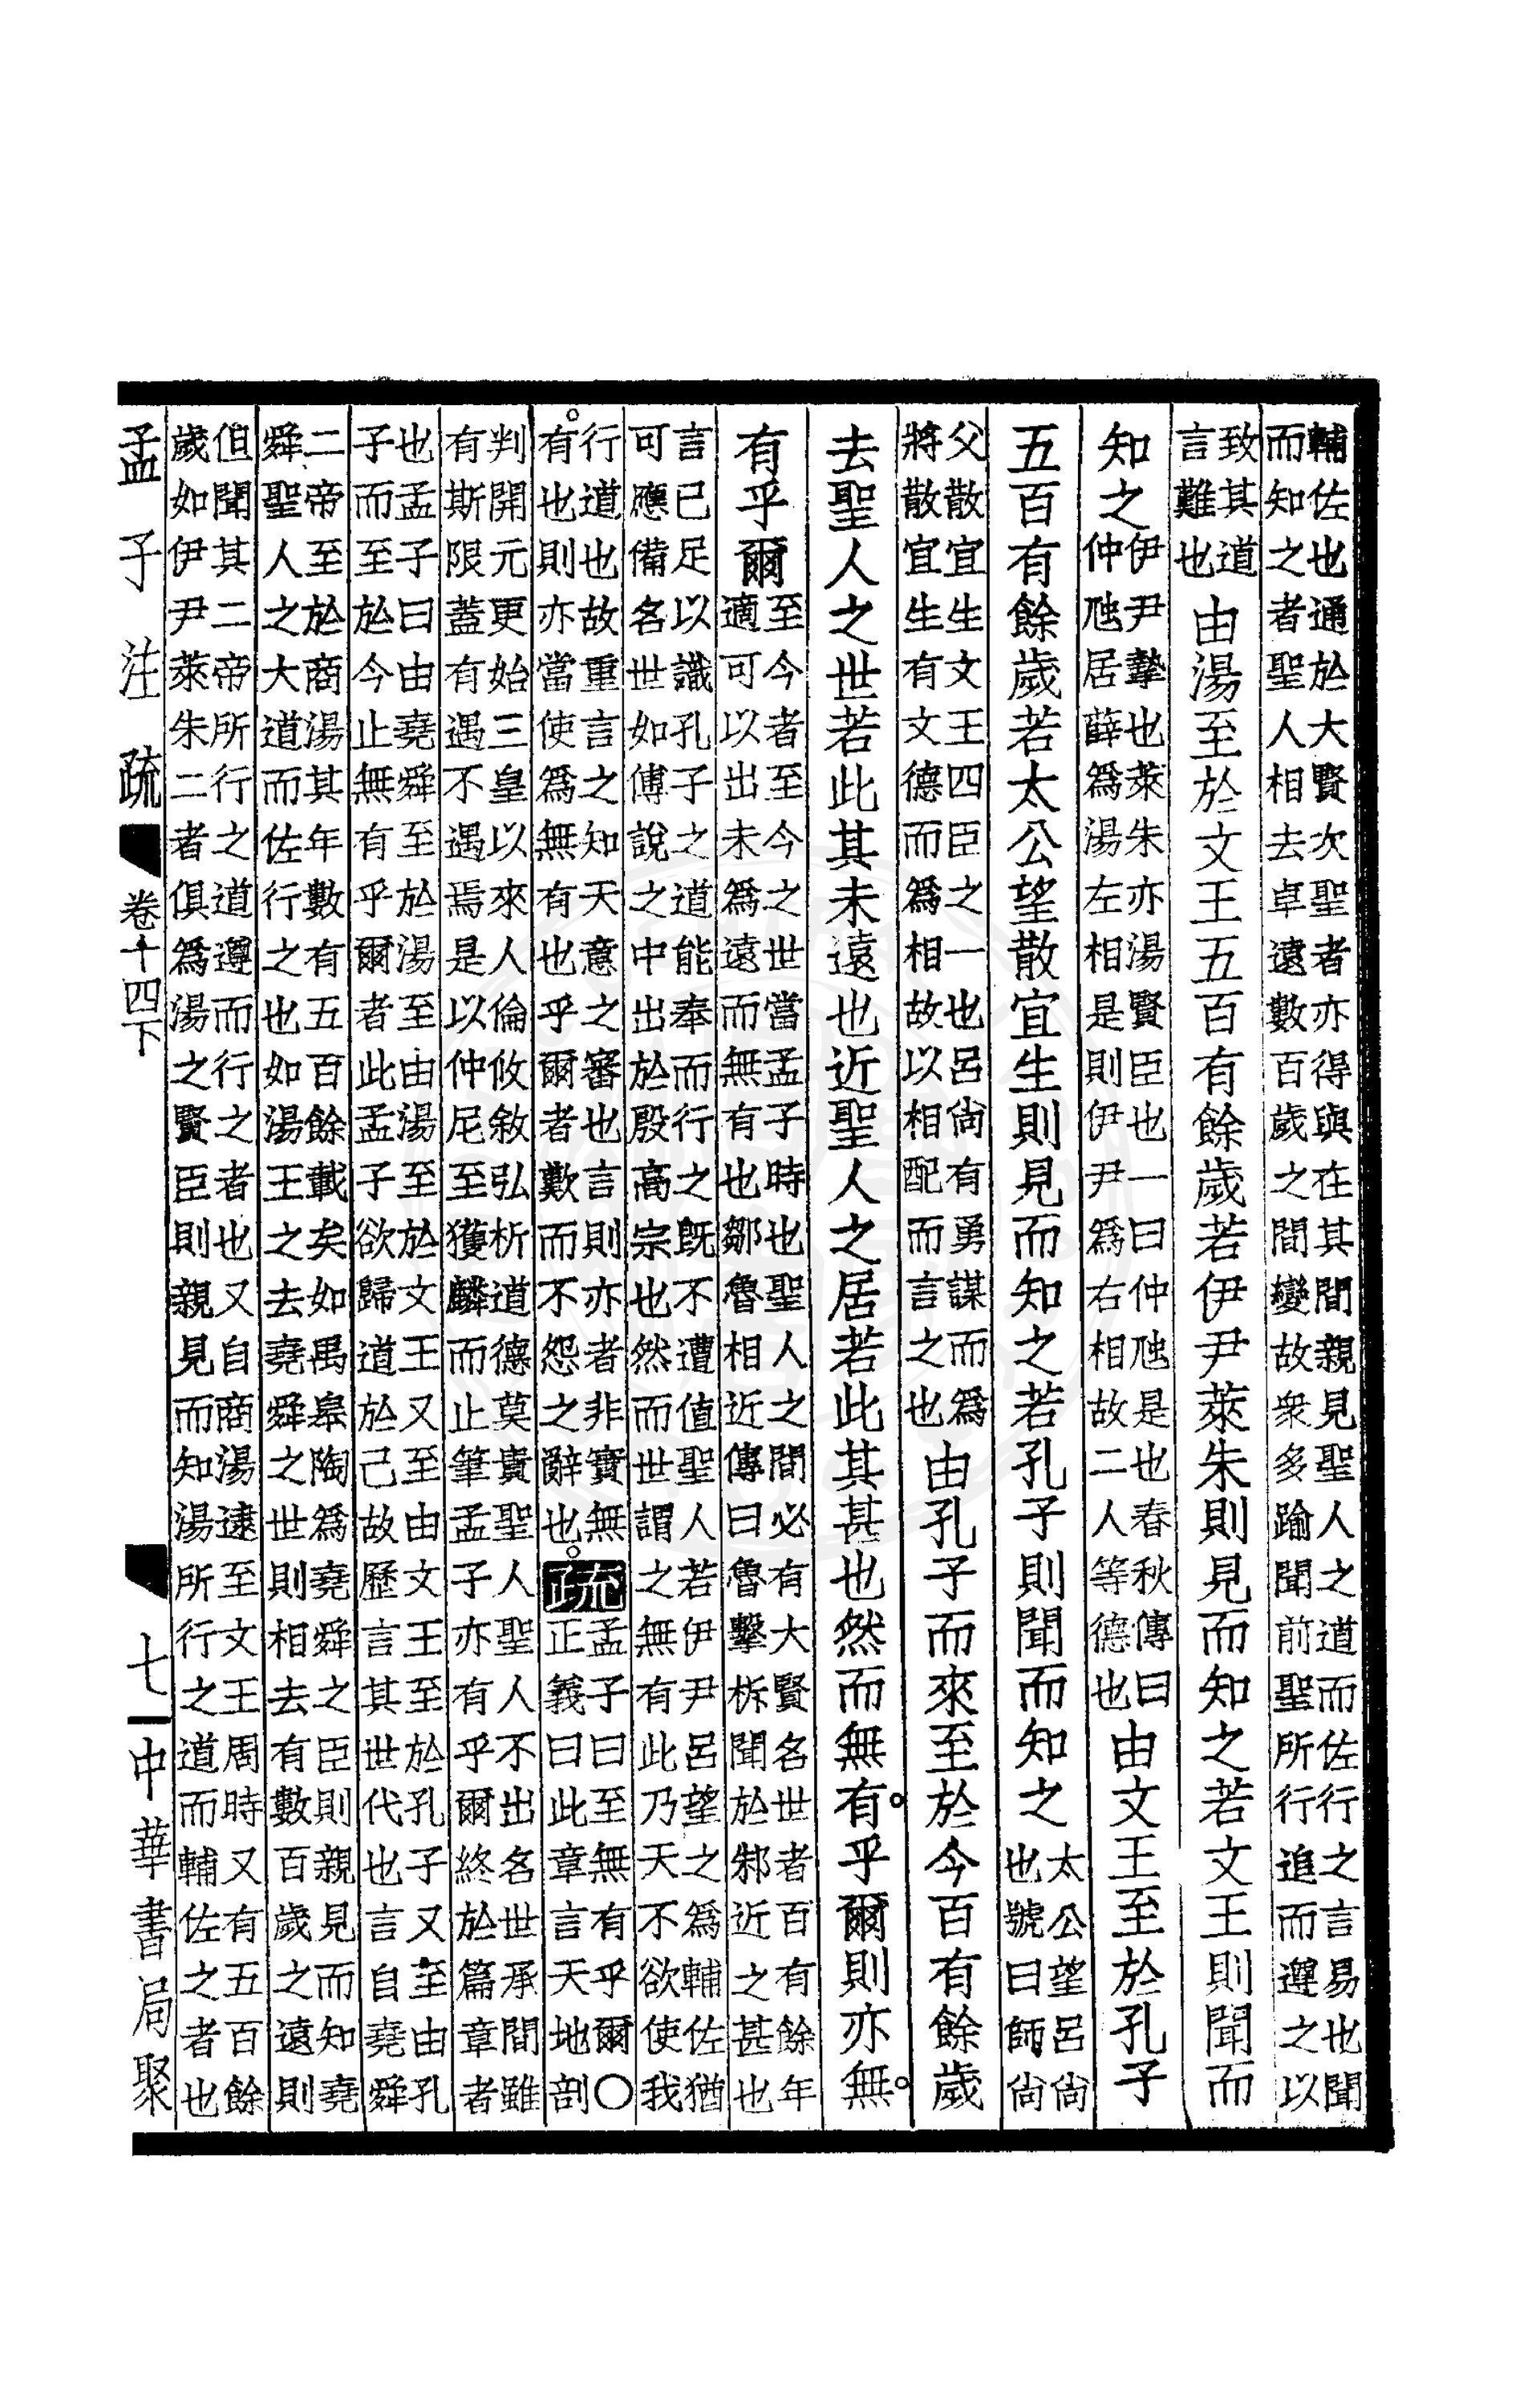 輔佐也通於大賢次聖者亦得與在其間親見聖人之道而佐行之言易也聞
而知之者聖人相去卓遠數百歲之間變故衆多踰聞前聖所行追而遵之以
致其道
言難也
由湯至於文王五百有餘歲若伊尹萊朱則見而知之若文王則聞而
知之
伊尹摯也萊朱亦湯賢臣也一曰仲虺是也春秋傳曰
仲虺居薛爲湯左相是則伊尹爲右相故二人等德也
由文王至於孔子
五百有餘歲若太公望散宜生則見而知之若孔子則聞而知之
太公望呂尚
也號曰師尚
父散宜生文王四臣之一也呂尚有勇謀而爲
將散宜生有文德而爲相故以相配而言之也
由孔子而來至於今百有餘歲
去聖人之世若此其未遠也近聖人之居若此其甚也然而無有。乎爾則亦無。
有乎爾
至今者至今之世當孟子時也聖人之間必有大賢名世者百有餘年
適可以出未爲遠而無有也鄒魯相近傳曰魯擊柝聞於邾近之甚也
言已足以識孔子之道能奉而行之既不遭值聖人若伊尹呂望之爲輔佐猶
可應備名世如傅說之中出於殷高宗也然而世謂之無有此乃天不欲使我
行道也故重言之知天意之審也言則亦者非實無
。有也則亦當使爲無有也乎爾者歎而不怨之辭也。
疏
孟子曰至無有乎爾○
正義曰此章言天地剖
判開元更始三皇以來人倫攸敘弘析道德莫貴聖人聖人不出名世承間雖
有斯限蓋有遇不遇焉是以仲尼至獲麟而止筆孟子亦有乎爾終於篇章者
也孟子曰由堯舜至於湯至由湯至於文王又至由文王至於孔子又至由孔
子而至於今止無有乎爾者此孟子欲歸道於己故歷言其世代也言自堯舜
二帝至於商湯其年數有五百餘載矣如禹皋陶爲堯舜之臣則親見而知堯
舜聖人之大道而佐行之也如湯王之去堯舜之世則相去有數百歲之遠則
但聞其二帝所行之道遵而行之者也又自商湯逮至文王周時又有五百餘
歲如伊尹萊朱二者俱爲湯之賢臣則親見而知湯所行之道而輔佐之者也
孟子注疏 卷十四下 七一中華書局聚